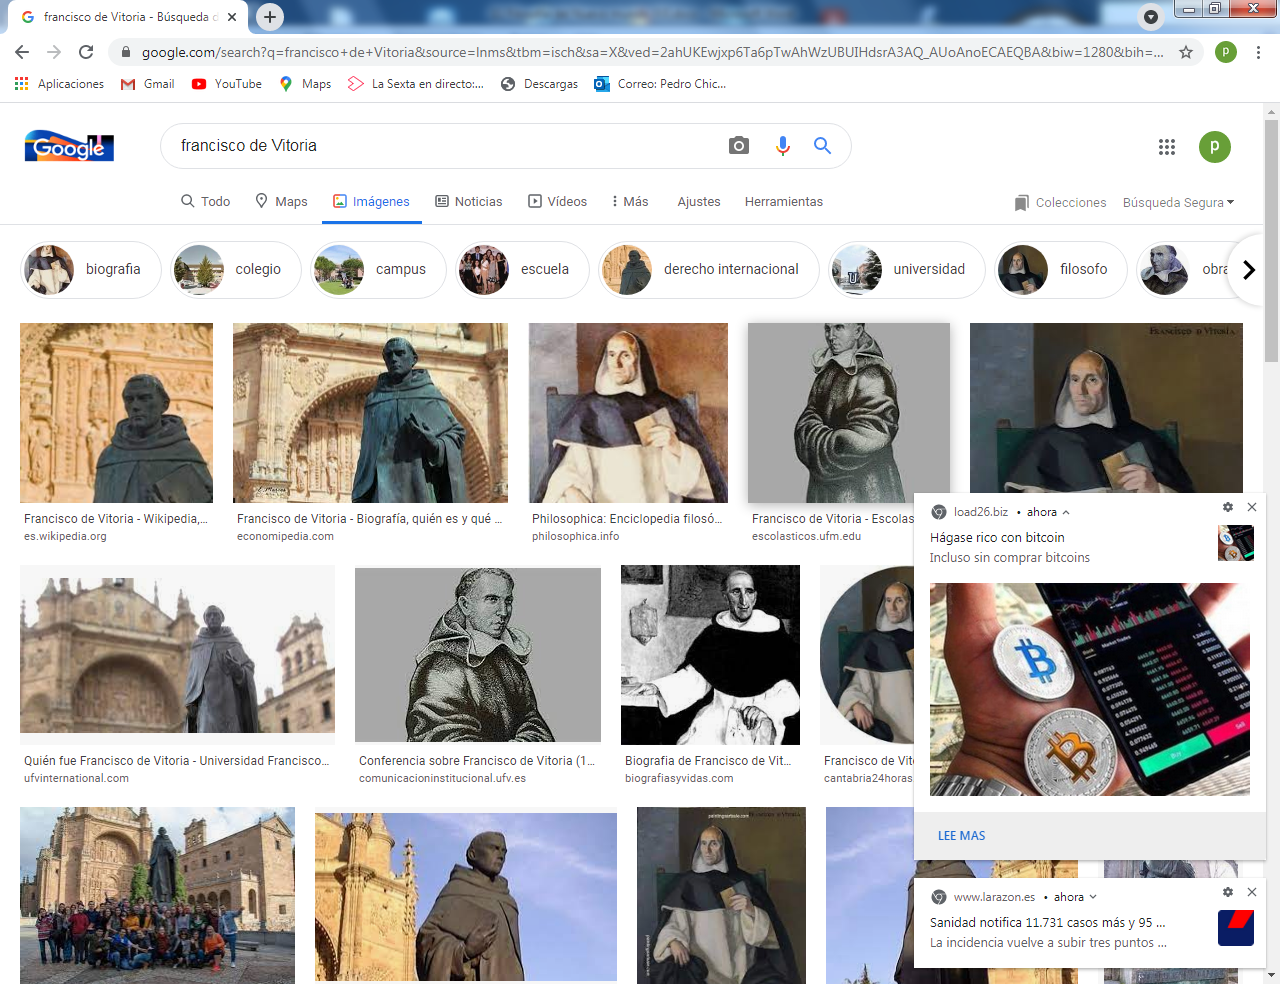 francisco de Vitoria - Búsqueda d
google.com/search?q=francisco+de+Vitoria&source=lnms&tbm=isch&sa=X&ved=2ahUKEwjxp6Ta6pTwAhWzUBUIHdsrA3AQ_AUoAnoECAEQBA&biw=1280&bih=...
p
Aplicaciones
Gmail
YouTube
Maps
La Sexta en directo:...
Descargas
Correo: Pedro Chic...
Google
francisco de Vitoria
p
Todo
Maps
Imágenes
Noticias
Vídeos
Más
Ajustes
Herramientas
Colecciones
Búsqueda Segura
biografia
colegio
campus
escuela
derecho internacional
universidad
filosofo
obra
FRANCISCO D VITORIA
Francisco de Vitoria - Wikipedia,...
es.wikipedia.org
Francisco de Vitoria - Biografía, quién es y qué ...
economipedia.com
Philosophica: Enciclopedia filosó...
philosophica.info
Francisco de Vitoria - Escolas
escolasticos.ufm.edu
load26.biz • ahora
Hágase rico con bitcoin
Incluso sin comprar bitcoins
Buy
Sell
LEE MAS
Quién fue Francisco de Vitoria - Universidad Francisco...
ufvinternational.com
Conferencia sobre Francisco de Vitoria (1...
comunicacioninstitucional.ufv.es
Biografia de Francisco de Vit...
biografiasyvidas.com
Francisco de Vito
cantabria24horas
www.larazon.es • ahora
Sanidad notifica 11.731 casos más y 95 ...
La incidencia vuelve a subir tres puntos ...